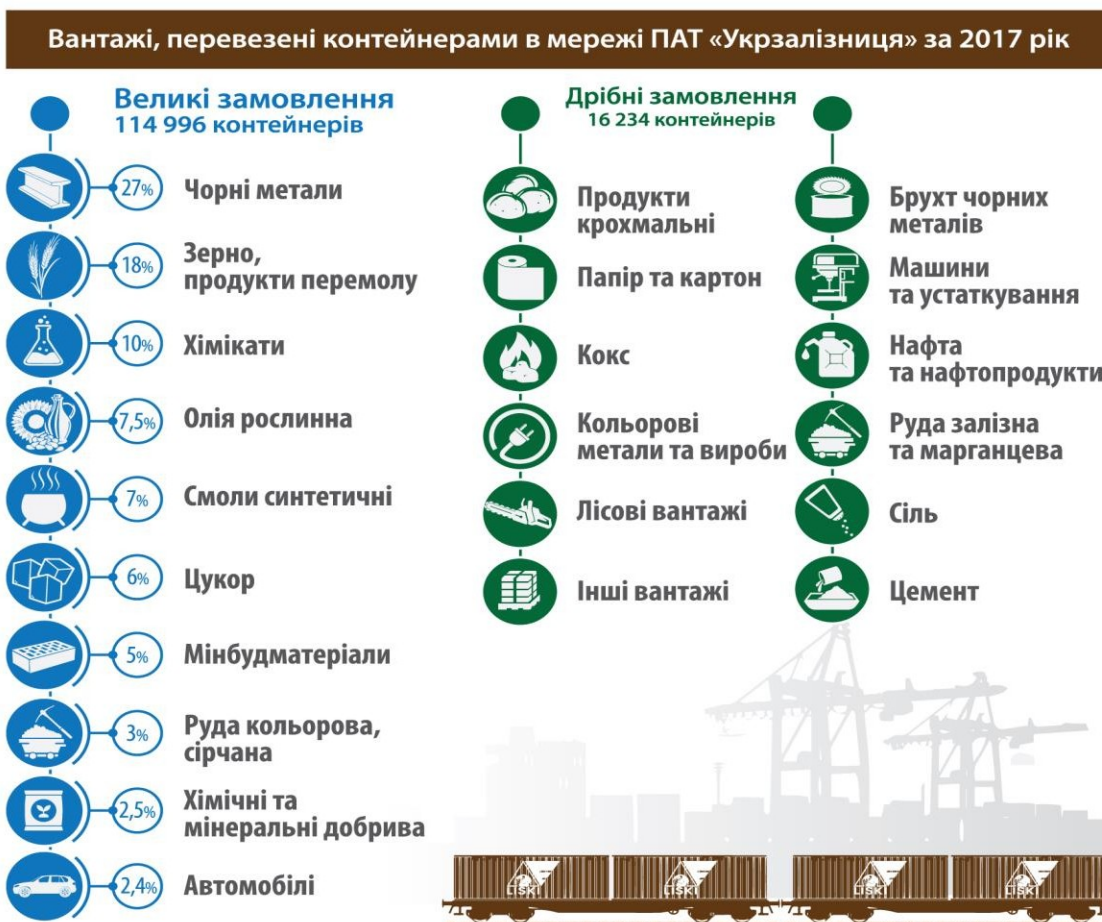 Вантажі, перевезені контейнерами в мережі ПАТ «Укрзалізниця» за 2017 рік
Великі замовлення
114 996 контейнерів
27%
Чорні метали
18%
Зерно,
продукти перемолу
10%
Хімікати
7,5%
Олія рослинна
7%
Смоли синтетичні
6%
Цукор
5%
Мінбудматеріали
3%
Руда кольорова,
сірчана
2,5%
Хімічні та
мінеральні добрива
2,4%
Автомобілі
Дрібні замовлення
16 234 контейнерів
Продукти
крохмальні
Папір та картон
Кокс
Кольорові
метали та вироби
Лісові вантажі
Інші вантажі
Брухт чорних
металів
Машини
та устаткування
Нафта
та нафтопродукти
Руда залізна
та марганцева
Сіль
Цемент
LISKI
LISKI
LISKI
LISKI